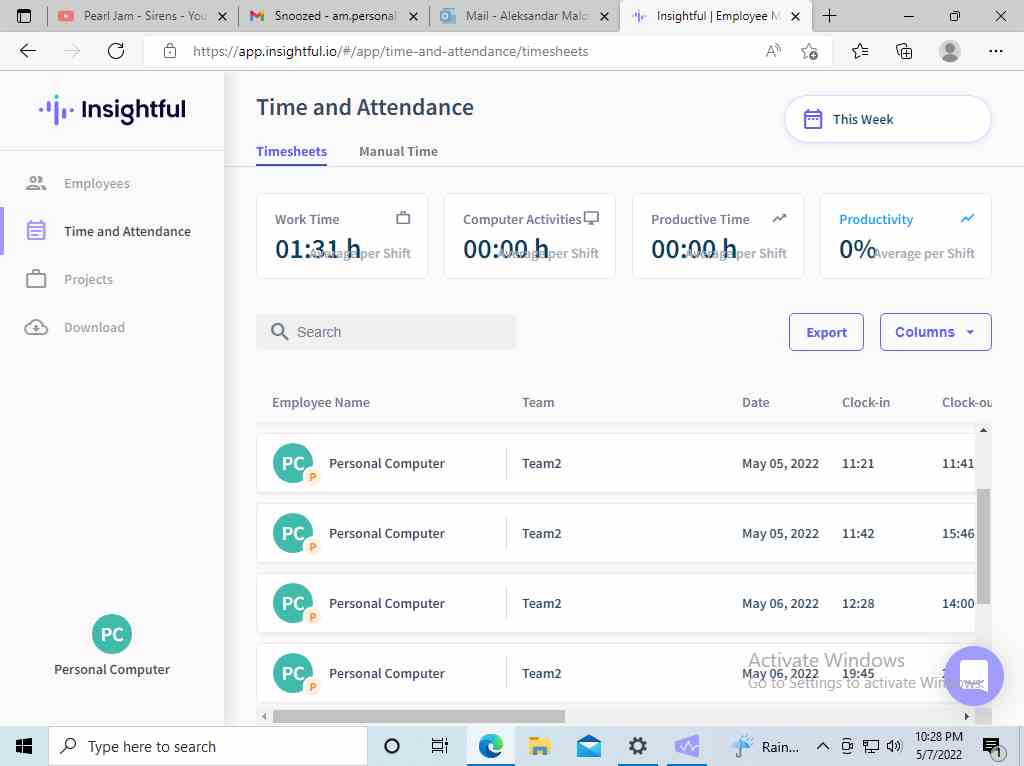 Pearl Jam - Sirens - You
Snoozed - am.personal
Mail - Aleksandar Malo
Insightful | Employee M
https://app.insightful.io/#/app/time-and-attendance/timesheets
Insightful
Time and Attendance
This Week
Timesheets
Manual Time
Employees
Time and Attendance
Projects
Download
Work Time
01:31 h
Average per Shift
Computer Activities
00:00 h
Average per Shift
Productive Time
00:00 h
Average per Shift
Productivity
0%
Average per Shift
Search
Export
Columns
Employee Name Team Date Clock-in Clock-ou
PC P Personal Computer Team2 May 05, 2022 11:21 11:41
PC P Personal Computer Team2 May 05, 2022 11:42 15:46
PC P Personal Computer Team2 May 06, 2022 12:28 14:00
PC P Personal Computer Team2 May 06, 2022 19:45
PC
Personal Computer
Activate Windows
Go to Settings to activate Windows.
Type here to search
Rain...
10:28 PM
5/7/2022
1